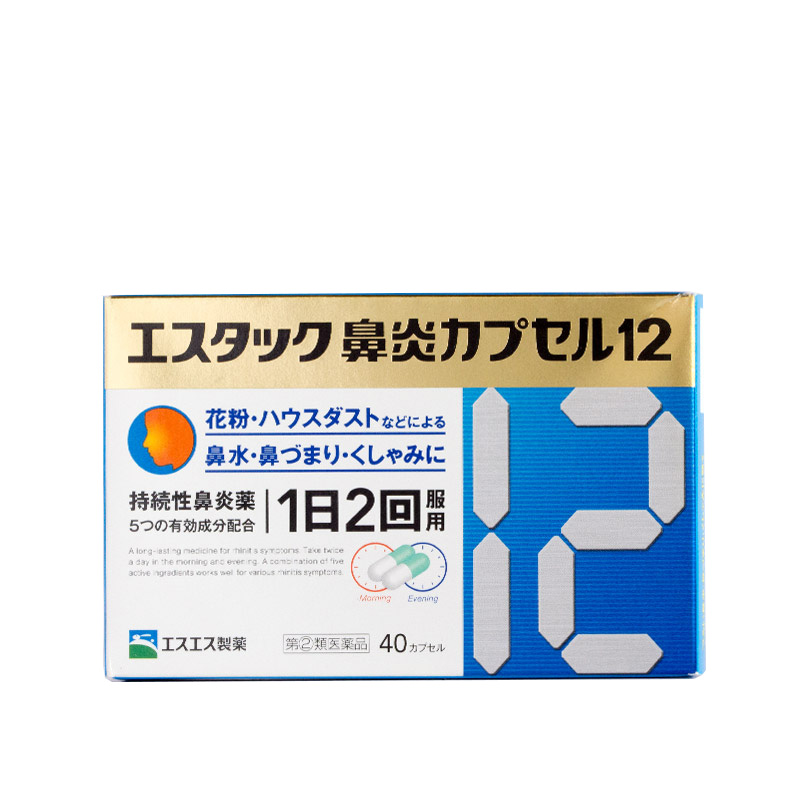 エスタック 鼻炎カプセル12
花粉・ハウスダストなどによる
鼻水・鼻づまり・くしゃみに
持続性鼻炎薬
5つの有効成分配合
1日2回服用
A long-lasting medicine for rhinitis symptoms. Take twice
a day in the morning and evening. A combination of five
active ingredients works well for various rhinitis symptoms.
Morning
Evening
エスエス製薬
指②類医薬品
40カプセル
12